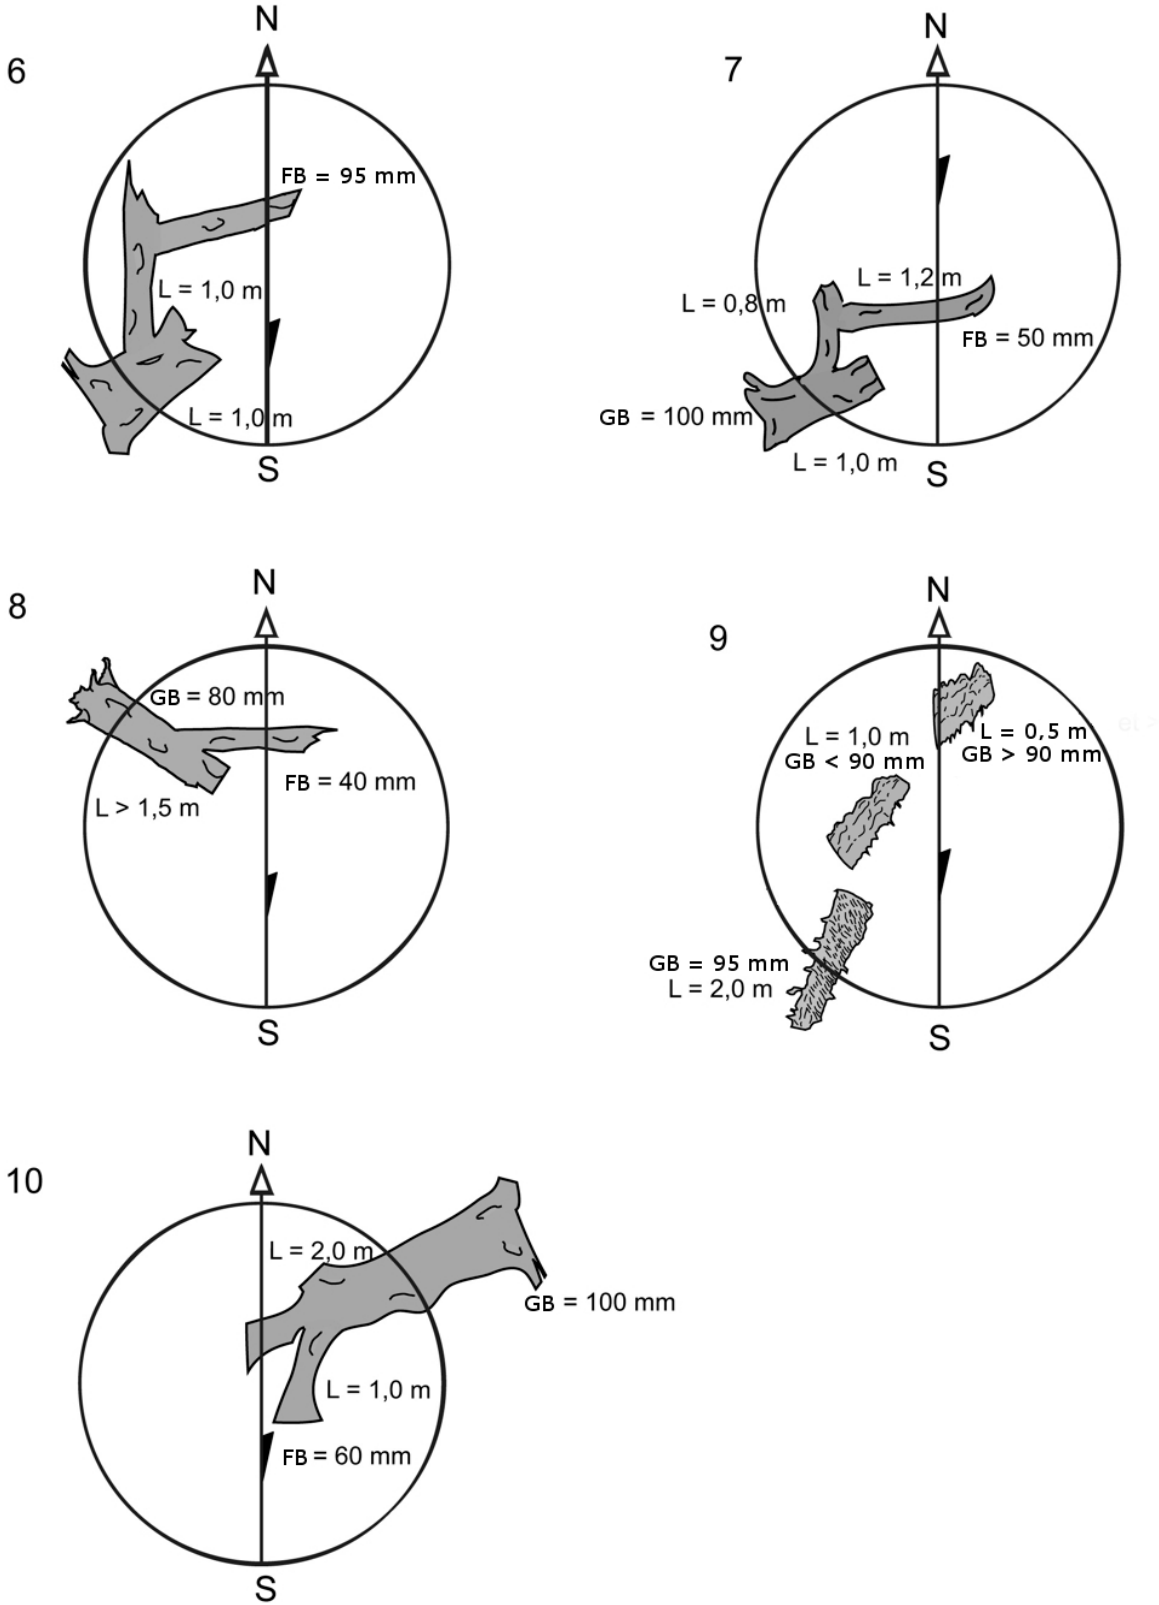 6
N
FB = 95 mm
L = 1,0 m
L = 1,0 m
S
7
N
L = 1,2 m
L = 0,8 m
FB = 50 mm
GB = 100 mm
L = 1,0 m
S
8
N
GB = 80 mm
FB = 40 mm
L > 1,5 m
S
9
N
L = 0,5 m
GB > 90 mm
L = 1,0 m
GB < 90 mm
GB = 95 mm
L = 2,0 m
S
10
N
L = 2,0 m
GB = 100 mm
L = 1,0 m
FB = 60 mm
S